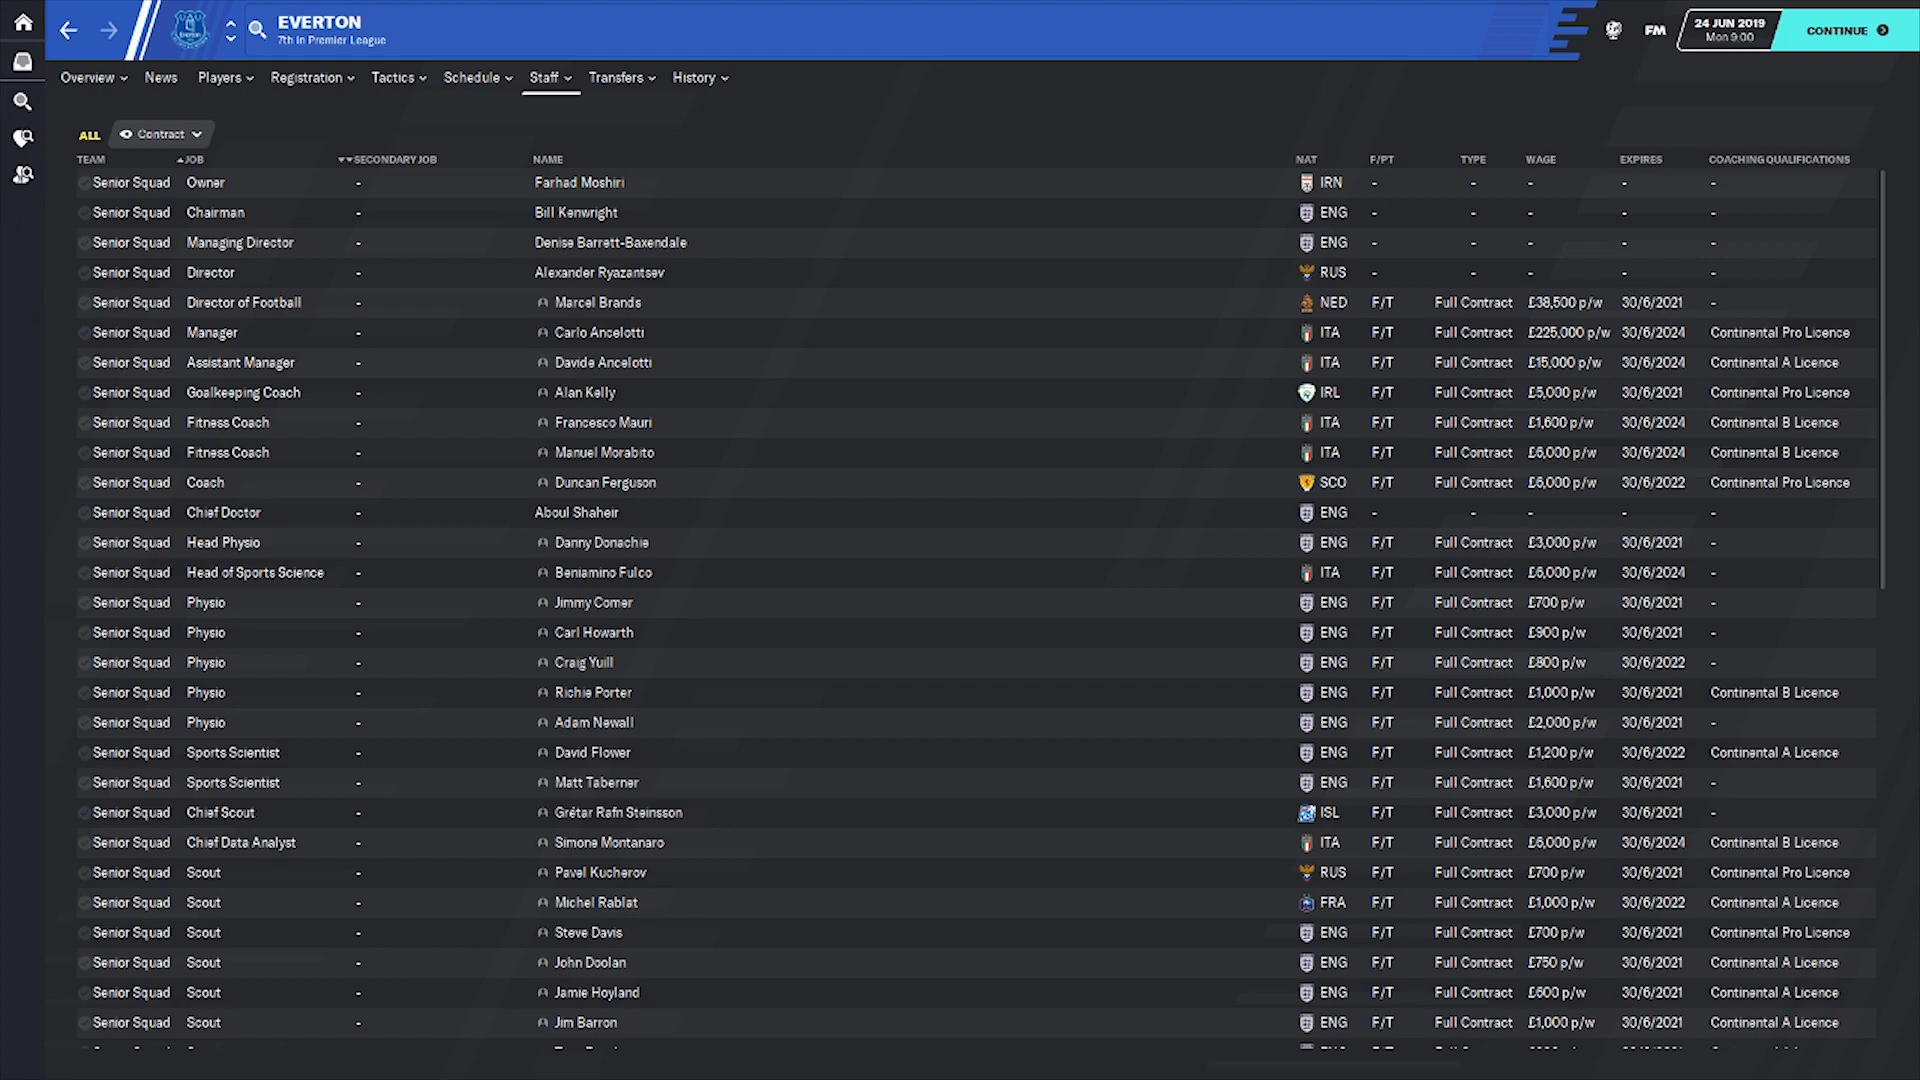 EVERTON
7th in Premier League
FM
24 JUN 2019
Mon 9:00
CONTINUE
Overview News Players Registration Tactics Schedule Staff Transfers History
ALL Contract
TEAM JOB SECONDARY JOB NAME NAT F/PT TYPE WAGE EXPIRES COACHING QUALIFICATIONS
Senior Squad Owner - Farhad Moshiri IRN - - - - -
Senior Squad Chairman - Bill Kenwright ENG - - - - -
Senior Squad Managing Director - Denise Barrett-Baxendale ENG - - - - -
Senior Squad Director - Alexander Ryazantsev RUS - - - - -
Senior Squad Director of Football - Marcel Brands NED F/T Full Contract £38,500 p/w 30/6/2021 -
Senior Squad Manager - Carlo Ancelotti ITA F/T Full Contract £225,000 p/w 30/6/2024 Continental Pro Licence
Senior Squad Assistant Manager - Davide Ancelotti ITA F/T Full Contract £15,000 p/w 30/6/2024 Continental A Licence
Senior Squad Goalkeeping Coach - Alan Kelly IRL F/T Full Contract £5,000 p/w 30/6/2021 Continental Pro Licence
Senior Squad Fitness Coach - Francesco Mauri ITA F/T Full Contract £1,600 p/w 30/6/2024 Continental B Licence
Senior Squad Fitness Coach - Manuel Morabito ITA F/T Full Contract £6,000 p/w 30/6/2024 Continental B Licence
Senior Squad Coach - Duncan Ferguson SCO F/T Full Contract £6,000 p/w 30/6/2022 Continental Pro Licence
Senior Squad Chief Doctor - Aboul Shaheir ENG - - - - -
Senior Squad Head Physio - Danny Donachie ENG F/T Full Contract £3,000 p/w 30/6/2021 -
Senior Squad Head of Sports Science - Beniamino Fulco ITA F/T Full Contract £6,000 p/w 30/6/2024 -
Senior Squad Physio - Jimmy Comer ENG F/T Full Contract £700 p/w 30/6/2021 -
Senior Squad Physio - Carl Howarth ENG F/T Full Contract £900 p/w 30/6/2021 -
Senior Squad Physio - Craig Yuill ENG F/T Full Contract £800 p/w 30/6/2022 -
Senior Squad Physio - Richie Porter ENG F/T Full Contract £1,000 p/w 30/6/2021 Continental B Licence
Senior Squad Physio - Adam Newall ENG F/T Full Contract £2,000 p/w 30/6/2021 -
Senior Squad Sports Scientist - David Flower ENG F/T Full Contract £1,200 p/w 30/6/2022 Continental A Licence
Senior Squad Sports Scientist - Matt Taberner ENG F/T Full Contract £1,600 p/w 30/6/2021 -
Senior Squad Chief Scout - Grétar Rafn Steinsson ISL F/T Full Contract £3,000 p/w 30/6/2021 -
Senior Squad Chief Data Analyst - Simone Montanaro ITA F/T Full Contract £6,000 p/w 30/6/2024 Continental B Licence
Senior Squad Scout - Pavel Kucherov RUS F/T Full Contract £700 p/w 30/6/2021 Continental Pro Licence
Senior Squad Scout - Michel Rablat FRA F/T Full Contract £1,000 p/w 30/6/2022 Continental A Licence
Senior Squad Scout - Steve Davis ENG F/T Full Contract £700 p/w 30/6/2021 Continental Pro Licence
Senior Squad Scout - John Doolan ENG F/T Full Contract £750 p/w 30/6/2021 Continental A Licence
Senior Squad Scout - Jamie Hoyland ENG F/T Full Contract £600 p/w 30/6/2021 Continental A Licence
Senior Squad Scout - Jim Barron ENG F/T Full Contract £1,000 p/w 30/6/2021 Continental A Licence